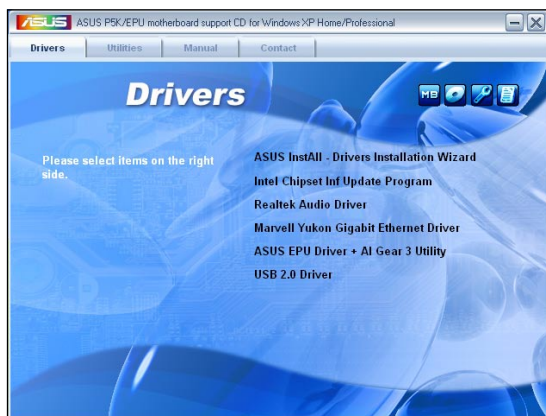 ASUS ASUS P5K/EPU motherboard support CD for Windows XP Home/Professional
Drivers Utilities Manual Contact
Drivers
MB
Please select items on the right
side.
ASUS InstAll - Drivers Installation Wizard
Intel Chipset Inf Update Program
Realtek Audio Driver
Marvell Yukon Gigabit Ethernet Driver
ASUS EPU Driver + AI Gear 3 Utility
USB 2.0 Driver